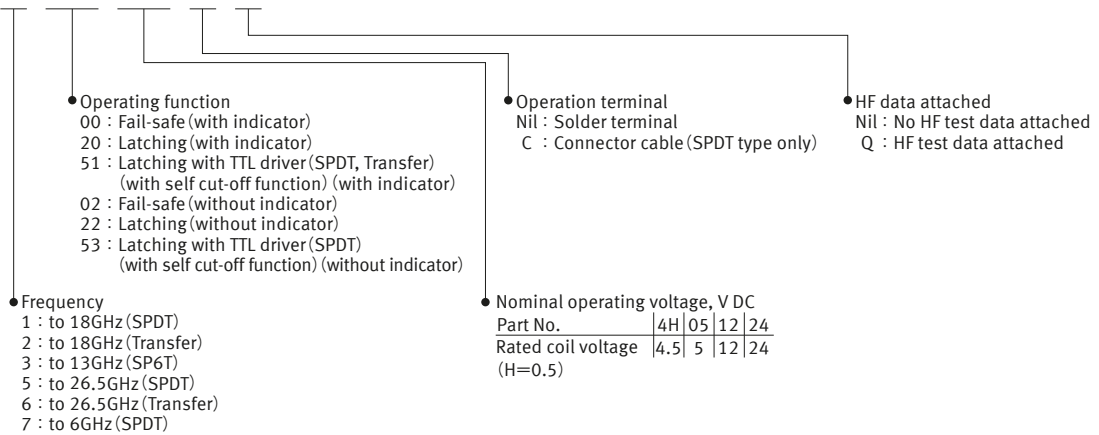 Operating function
00：Fail-safe (with indicator)
20：Latching (with indicator)
51：Latching with TTL driver (SPDT, Transfer)
(with self cut-off function) (with indicator)
02：Fail-safe (without indicator)
22：Latching (without indicator)
53：Latching with TTL driver (SPDT)
(with self cut-off function) (without indicator)
Operation terminal
Nil：Solder terminal
C：Connector cable (SPDT type only)
HF data attached
Nil：No HF test data attached
Q：HF test data attached
Frequency
1：to 18GHz (SPDT)
2：to 18GHz (Transfer)
3：to 13GHz (SP6T)
5：to 26.5GHz (SPDT)
6：to 26.5GHz (Transfer)
7：to 6GHz (SPDT)
Nominal operating voltage, V DC
Part No. 4H 05 12 24
Rated coil voltage 4.5 5 12 24
(H＝0.5)